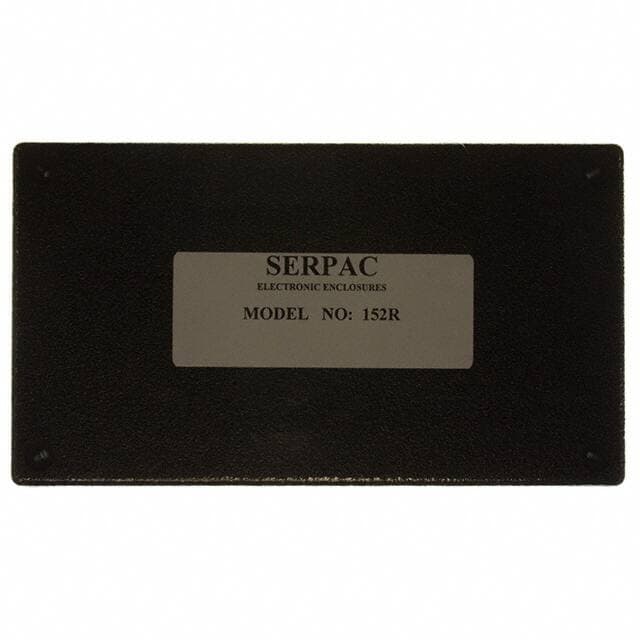 SERPAC
ELECTRONIC ENCLOSURES
MODEL NO: 152R